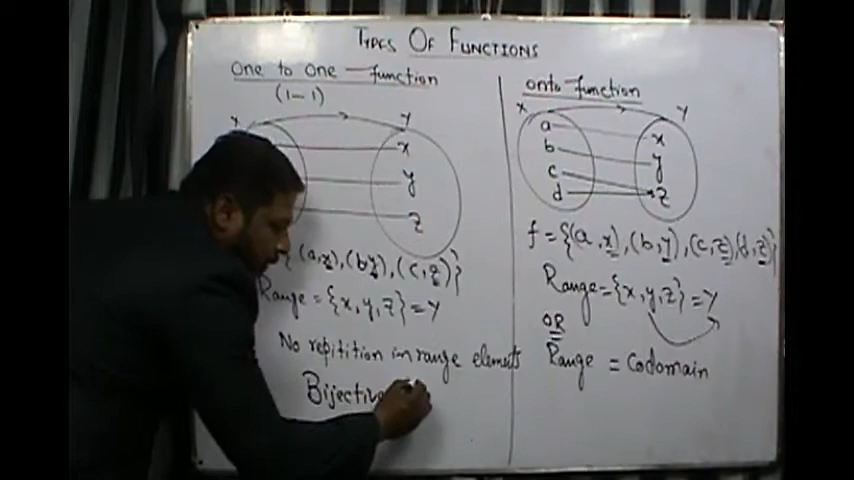 TYPES OF FUNCTIONS
One to One function
(1-1)
X
Y
x
y
z
(a,x),(b,y),(c,z)}
Range={x,y,z}=Y
No repitition in range elements
Bijective
onto function
X
Y
a
b
c
d
x
y
z
f={(a,x),(b,y),(c,z),(d,z)}
Range={x,y,z}=Y
OR
Range = Codomain